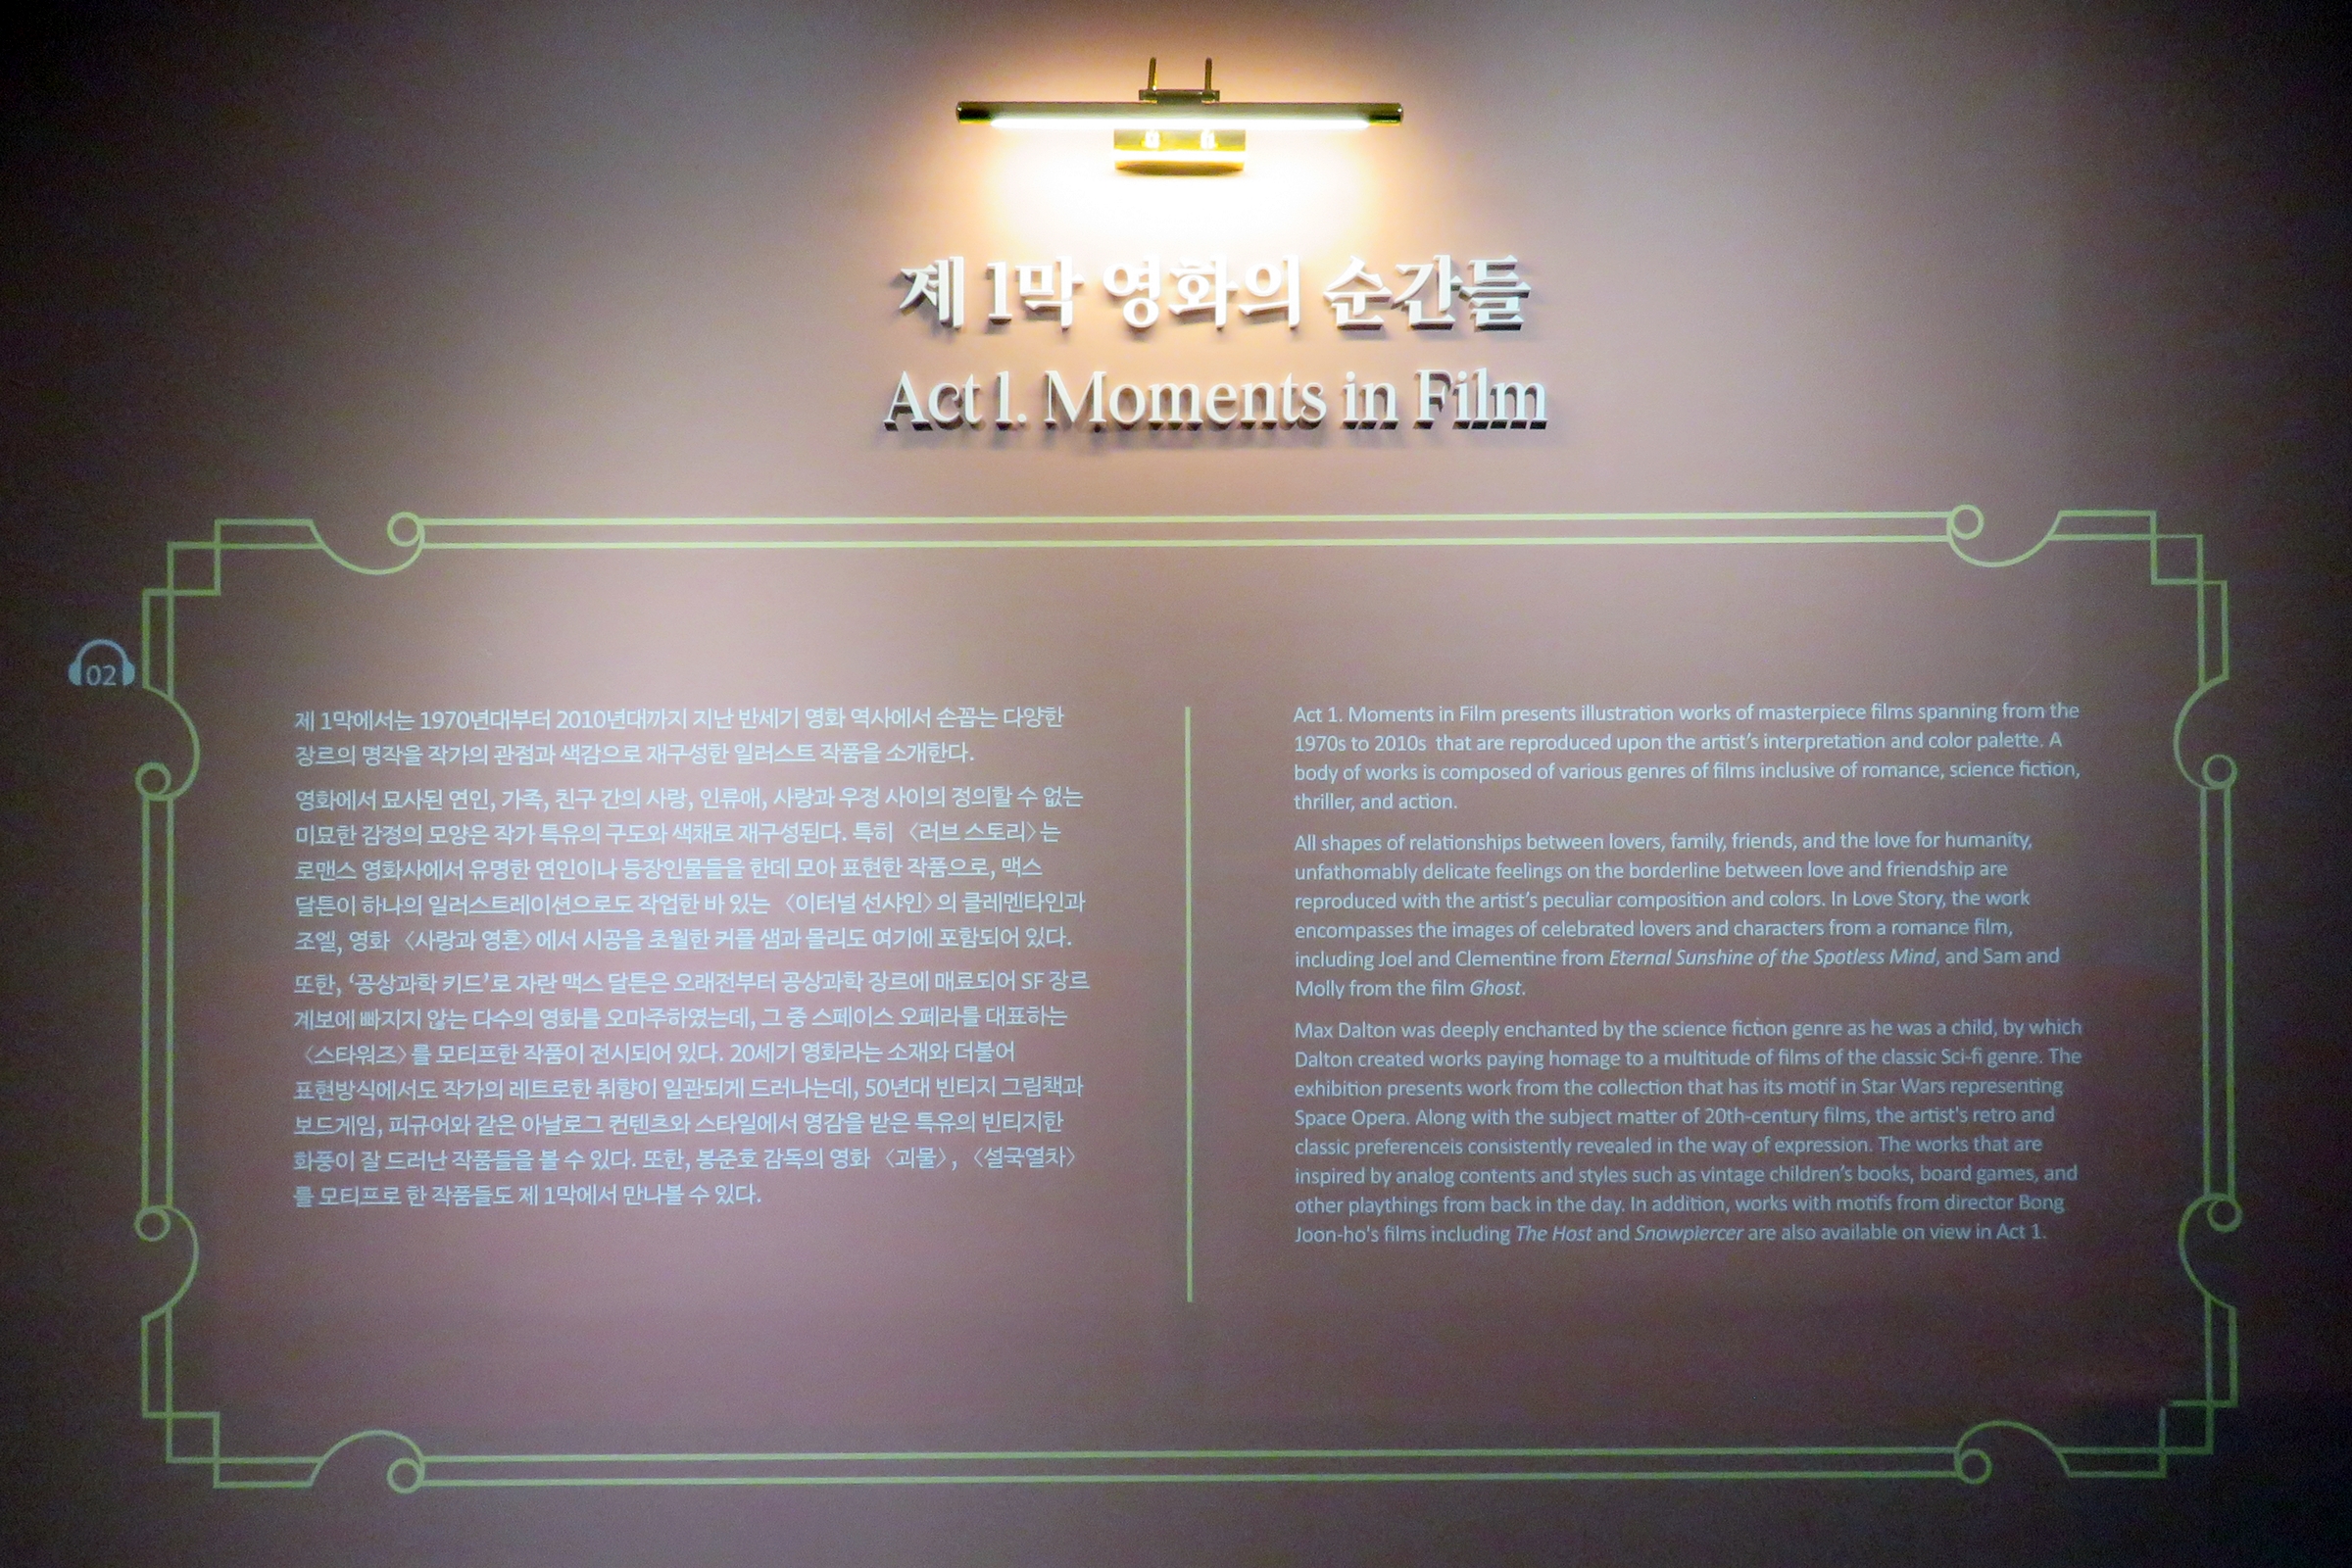 제 1막 영화의 순간들
Act 1. Moments in Film
02
제 1막에서는 1970년대부터 2010년대까지 지난 반세기 영화 역사에서 손꼽는 다양한
장르의 명작을 작가의 관점과 색감으로 재구성한 일러스트 작품을 소개한다.
영화에서 묘사된 연인, 가족, 친구 간의 사랑, 인류애, 사랑과 우정 사이의 정의할 수 없는
미묘한 감정의 모양은 작가 특유의 구도와 색채로 재구성된다. 특히 〈러브 스토리〉는
로맨스 영화사에서 유명한 연인이나 등장인물들을 한데 모아 표현한 작품으로, 맥스
달튼이 하나의 일러스트레이션으로도 작업한 바 있는 〈이터널 선샤인〉의 클레멘타인과
조엘, 영화 〈사랑과 영혼〉에서 시공을 초월한 커플 샘과 몰리도 여기에 포함되어 있다.
또한, ‘공상과학 키드’로 자란 맥스 달튼은 오래전부터 공상과학 장르에 매료되어 SF 장르
계보에 빠지지 않는 다수의 영화를 오마주하였는데, 그 중 스페이스 오페라를 대표하는
〈스타워즈〉를 모티프한 작품이 전시되어 있다. 20세기 영화라는 소재와 더불어
표현방식에서도 작가의 레트로한 취향이 일관되게 드러나는데, 50년대 빈티지 그림책과
보드게임, 피규어와 같은 아날로그 컨텐츠와 스타일에서 영감을 받은 특유의 빈티지한
화풍이 잘 드러난 작품들을 볼 수 있다. 또한, 봉준호 감독의 영화 〈괴물〉, 〈설국열차〉
를 모티프로 한 작품들도 제 1막에서 만나볼 수 있다.
Act 1. Moments in Film presents illustration works of masterpiece films spanning from the
1970s to 2010s that are reproduced upon the artist’s interpretation and color palette. A
body of works is composed of various genres of films inclusive of romance, science fiction,
thriller, and action.
All shapes of relationships between lovers, family, friends, and the love for humanity,
unfathomably delicate feelings on the borderline between love and friendship are
reproduced with the artist’s peculiar composition and colors. In Love Story, the work
encompasses the images of celebrated lovers and characters from a romance film,
including Joel and Clementine from Eternal Sunshine of the Spotless Mind, and Sam and
Molly from the film Ghost.
Max Dalton was deeply enchanted by the science fiction genre as he was a child, by which
Dalton created works paying homage to a multitude of films of the classic Sci-fi genre. The
exhibition presents work from the collection that has its motif in Star Wars representing
Space Opera. Along with the subject matter of 20th-century films, the artist's retro and
classic preferenceis consistently revealed in the way of expression. The works that are
inspired by analog contents and styles such as vintage children’s books, board games, and
other playthings from back in the day. In addition, works with motifs from director Bong
Joon-ho's films including The Host and Snowpiercer are also available on view in Act 1.